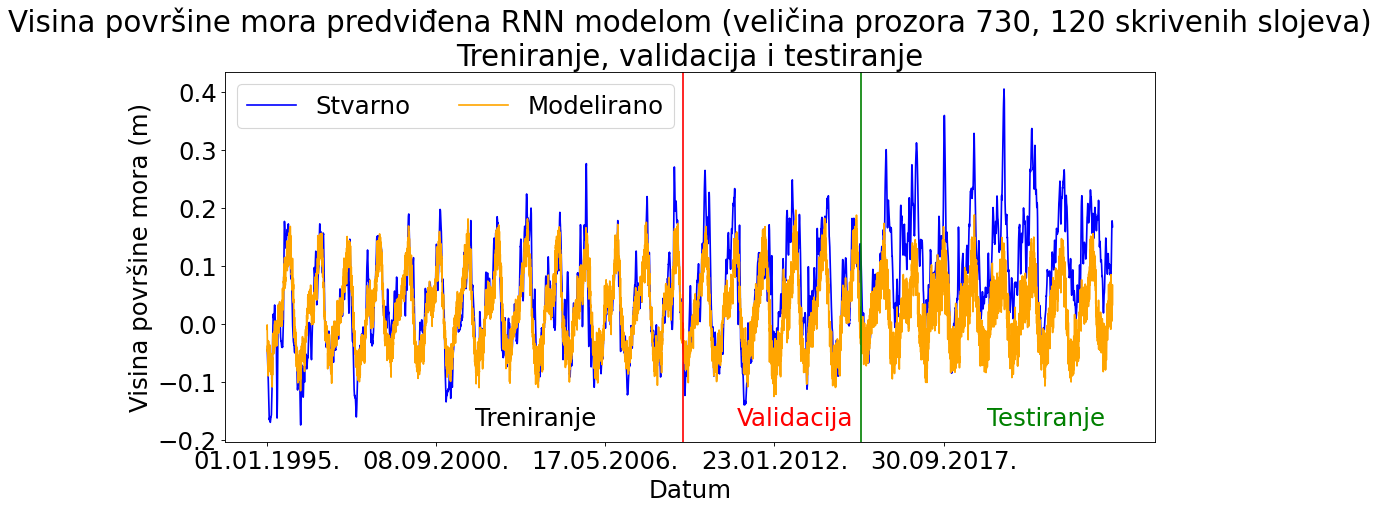 Visina površine mora predviđena RNN modelom (veličina prozora 730, 120 skrivenih slojeva)
Treniranje, validacija i testiranje
Stvarno
Modelirano
Visina površine mora (m)
0.4
0.3
0.2
0.1
0.0
−0.1
−0.2
Treniranje
Validacija
Testiranje
01.01.1995.
08.09.2000.
17.05.2006.
23.01.2012.
30.09.2017.
Datum